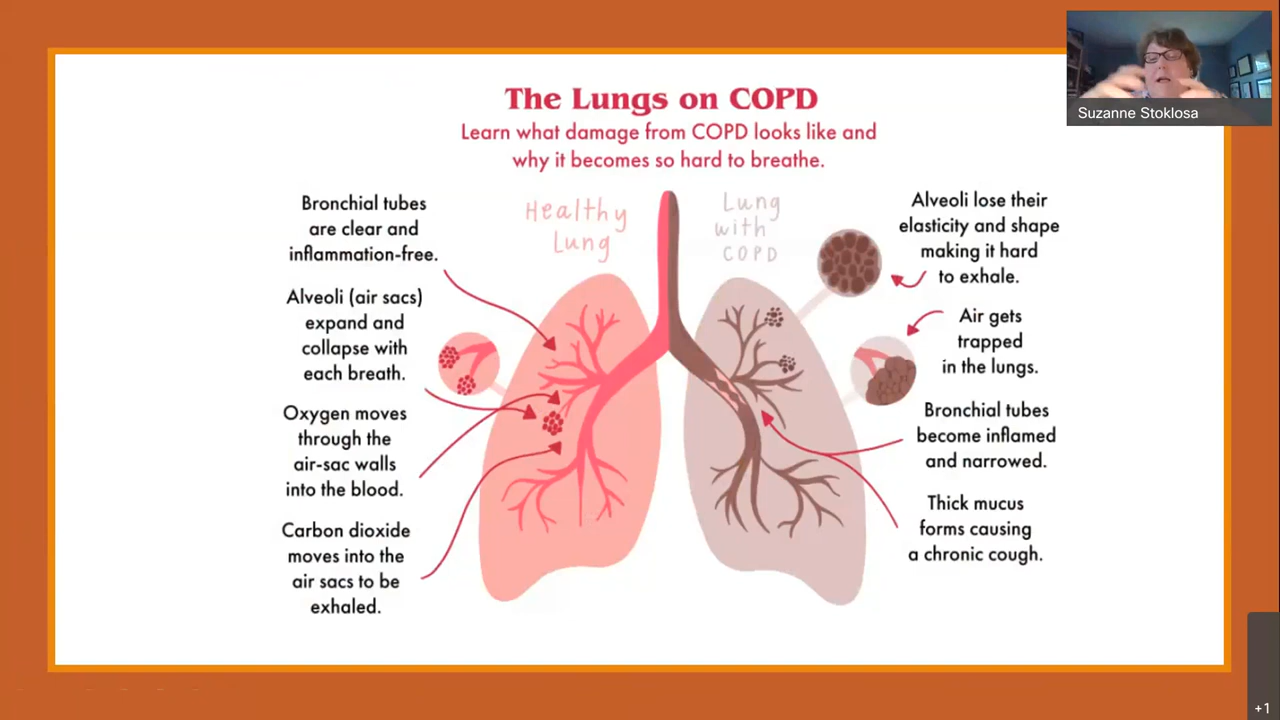 The Lungs on COPD
Learn what damage from COPD looks like and
why it becomes so hard to breathe.
Suzanne Stoklosa
Healthy
Lung
Lung
with
COPD
Bronchial tubes
are clear and
inflammation-free.
Alveoli (air sacs)
expand and
collapse with
each breath.
Oxygen moves
through the
air-sac walls
into the blood.
Carbon dioxide
moves into the
air sacs to be
exhaled.
Alveoli lose their
elasticity and shape
making it hard
to exhale.
Air gets
trapped
in the lungs.
Bronchial tubes
become inflamed
and narrowed.
Thick mucus
forms causing
a chronic cough.
+1